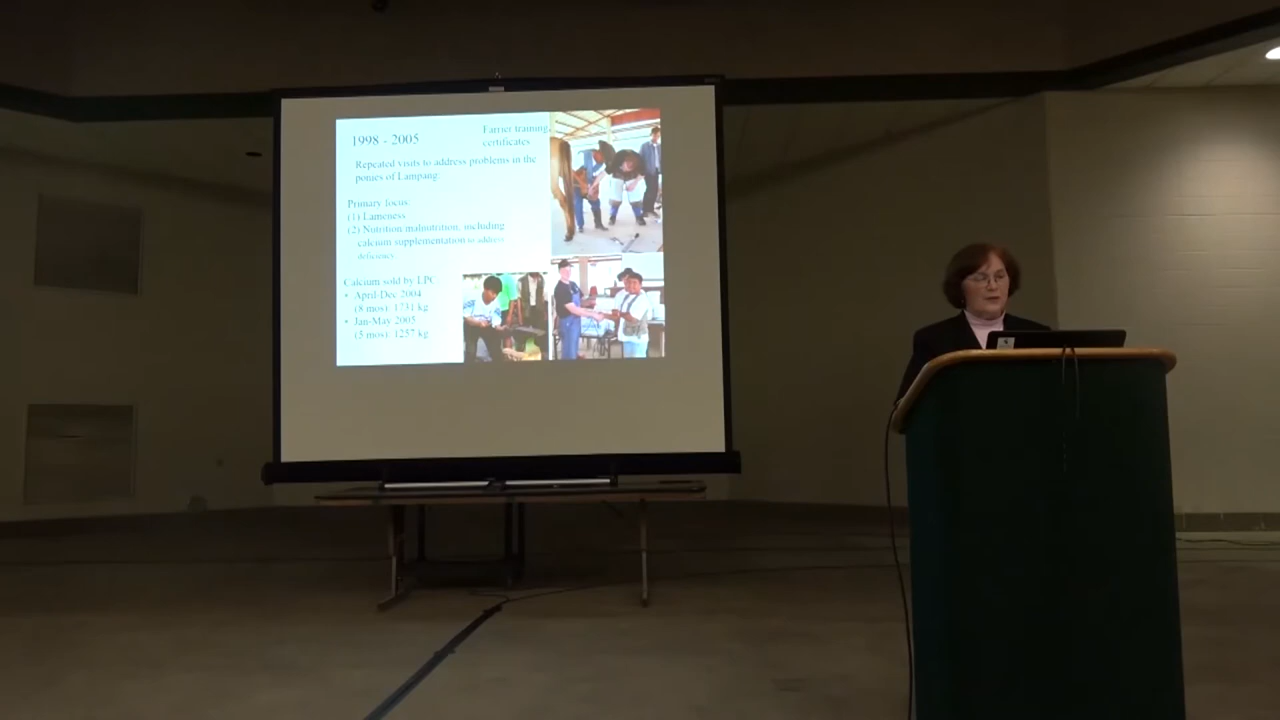 1998 - 2005
Farrier training,
certificates
Repeated visits to address problems in the
ponies of Lampang:
Primary focus:
(1) Lameness
(2) Nutrition malnutrition, including
calcium supplementation to address
deficiency.
Calcium sold by LPC
• April-Dec 2004
(8 mos): 1731 kg
• Jan-May 2005
(5 mos): 1257 kg